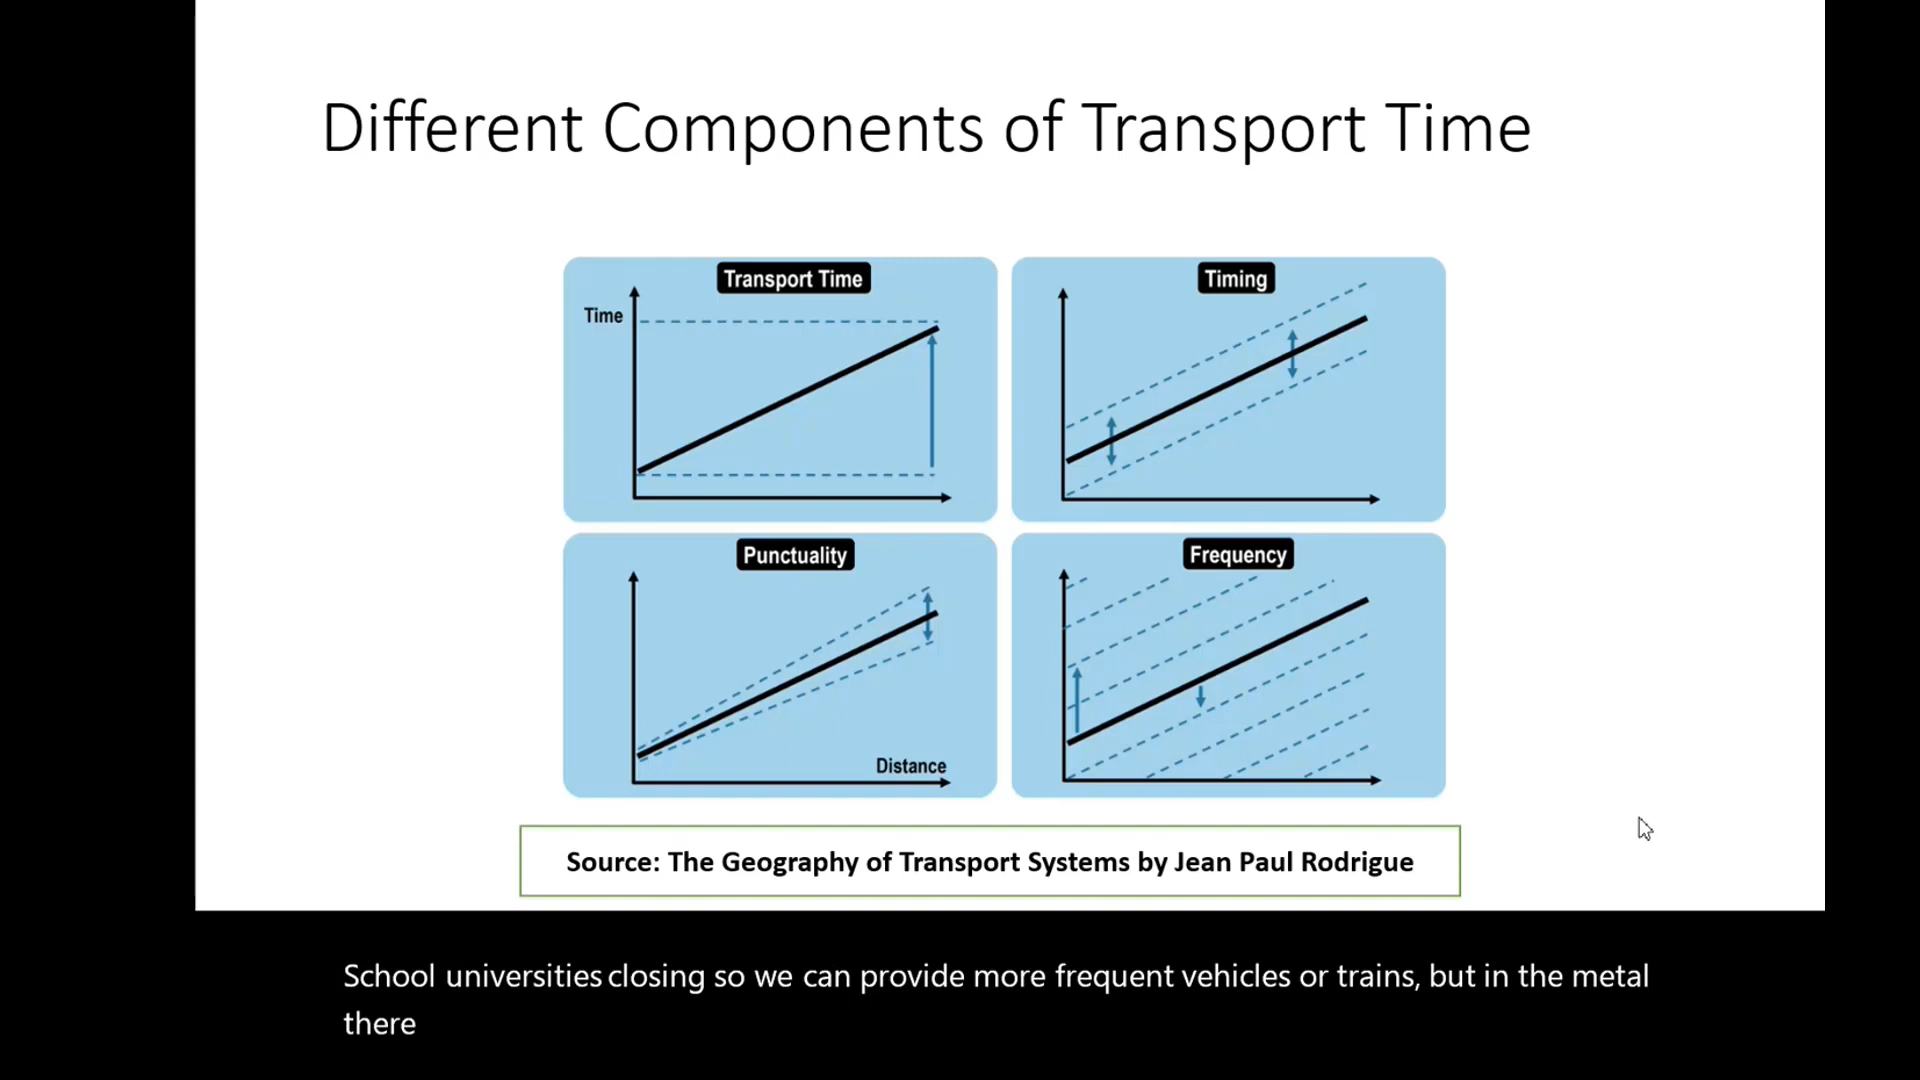 Different Components of Transport Time
Transport Time
Time
Timing
Punctuality
Distance
Frequency
Source: The Geography of Transport Systems by Jean Paul Rodrigue
School universities closing so we can provide more frequent vehicles or trains, but in the metal
there